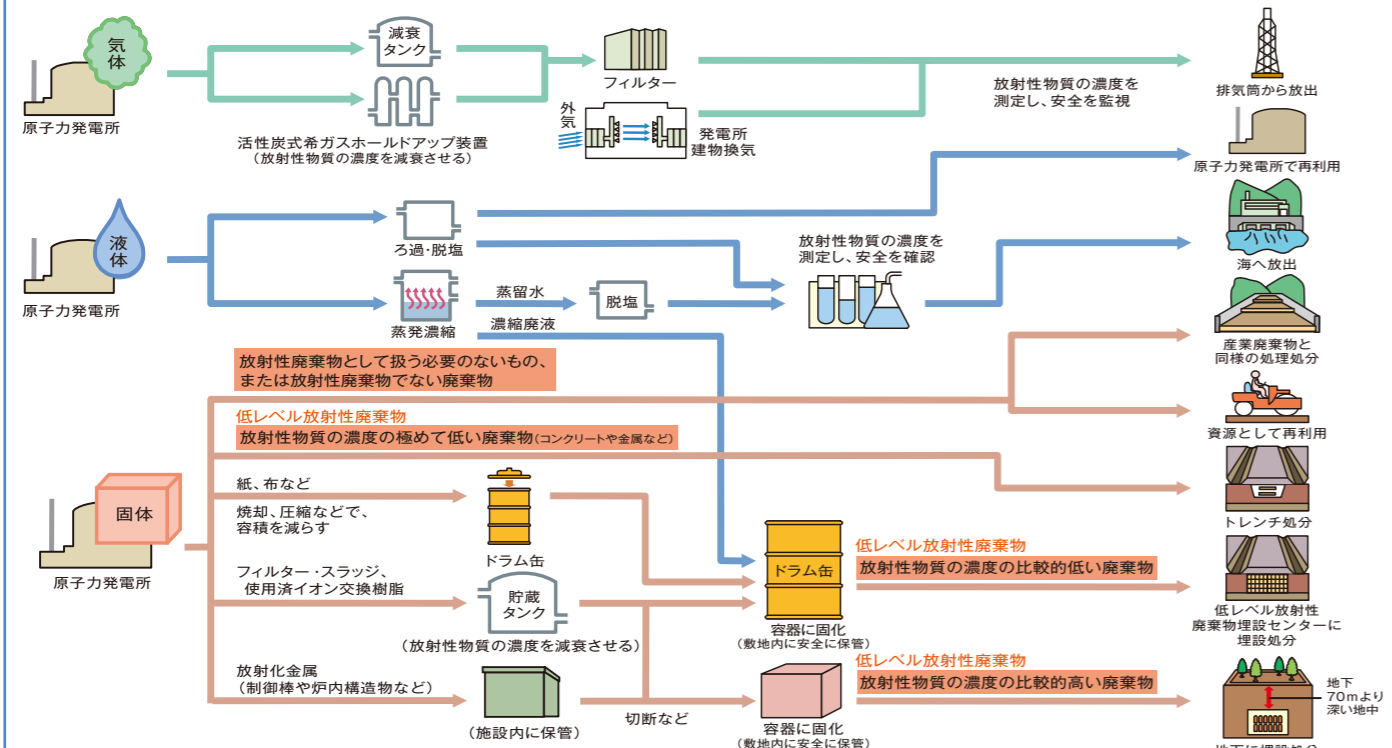 気体
原子力発電所
減衰
タンク
活性炭式希ガスホールドアップ装置
(放射性物質の濃度を減衰させる)
フィルター
外気
発電所
建物換気
放射性物質の濃度を
測定し、安全を監視
排気筒から放出
液体
原子力発電所
ろ過・脱塩
蒸発濃縮
蒸留水
濃縮廃液
脱塩
放射性物質の濃度を
測定し、安全を確認
原子力発電所で再利用
海へ放出
固体
原子力発電所
放射性廃棄物として扱う必要のないもの、
または放射性廃棄物でない廃棄物
産業廃棄物と
同様の処理処分
資源として再利用
低レベル放射性廃棄物
放射性物質の濃度の極めて低い廃棄物(コンクリートや金属など)
トレンチ処分
紙、布など
焼却、圧縮などで、
容積を減らす
ドラム缶
フィルター・スラッジ、
使用済イオン交換樹脂
貯蔵
タンク
(放射性物質の濃度を減衰させる)
ドラム缶
容器に固化
(敷地内に安全に保管)
低レベル放射性廃棄物
放射性物質の濃度の比較的低い廃棄物
低レベル放射性
廃棄物埋設センターに
埋設処分
放射化金属
(制御棒や炉内構造物など)
(施設内に保管)
切断など
容器に固化
(敷地内に安全に保管)
低レベル放射性廃棄物
放射性物質の濃度の比較的高い廃棄物
地下
70mより
深い地中
地下に埋設処分